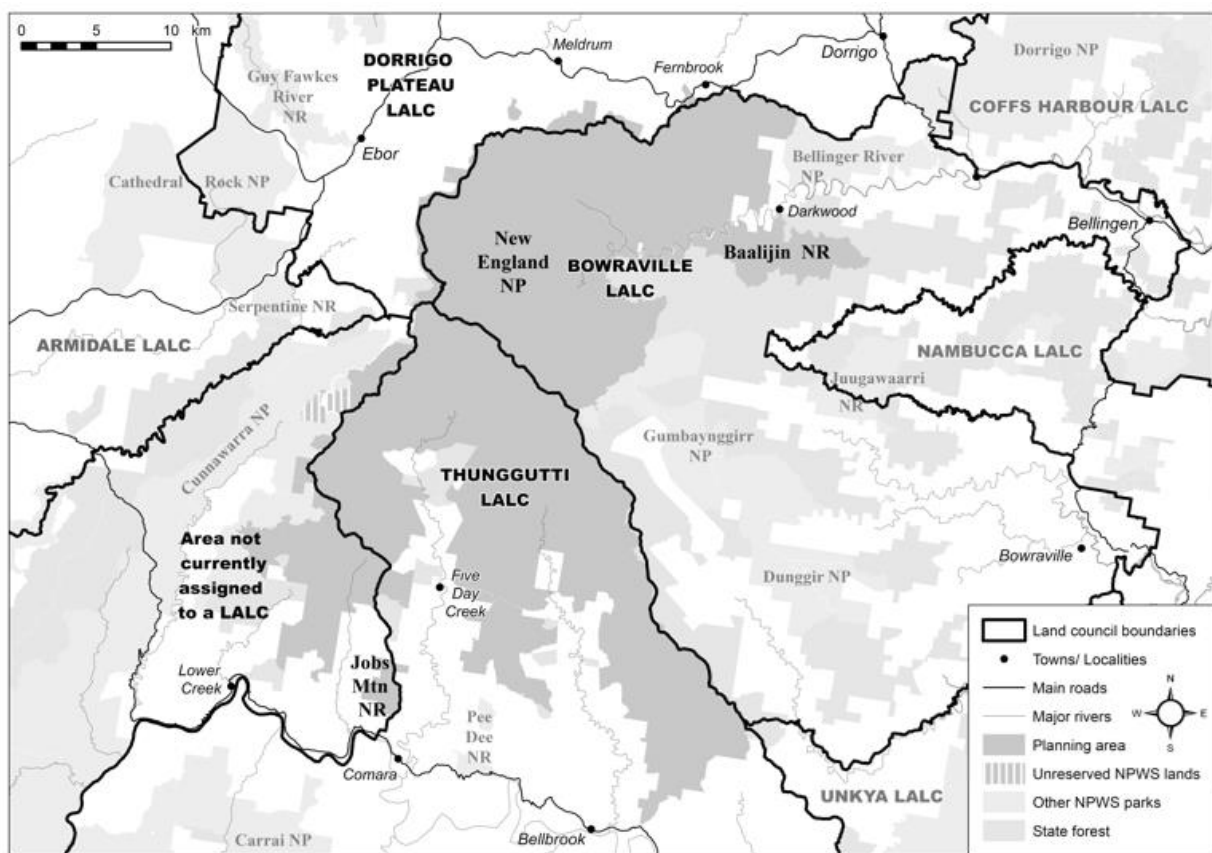 0 5 10 km
Meldrum
Dorrigo
Dorrigo NP
Guy Fawkes
River
NR
DORRIGO
PLATEAU
LALC
Fernbrook
COFFS HARBOUR LALC
Ebor
Bellinger River
NP
Cathedral Rock NP
Darkwood
Bellingen
New
England
NP
BOWRAVILLE
LALC
Baalijin NR
Serpentine NR
ARMIDALE LALC
NAMBUCCA LALC
Juugawaarri
NR
Cunnawarra NP
Gumbaynggirr
NP
THUNGGUTTI
LALC
Area not
currently
assigned
to a LALC
Bowraville
Five
Day
Creek
Dunggir NP
Lower
Creek
Jobs
Mtn
NR
Pee
Dee
NR
Comara
UNKYA LALC
Carrai NP
Bellbrook
Land council boundaries
Towns/ Localities
Main roads
Major rivers
Planning area
Unreserved NPWS lands
Other NPWS parks
State forest
N
W E
S